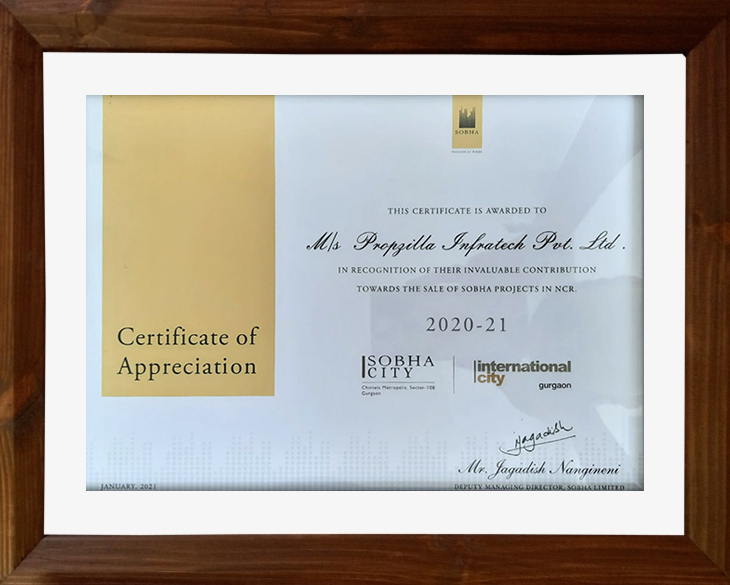 SOBHA
THIS CERTIFICATE IS AWARDED TO
M/s Propzilla Infratech Pvt. Ltd.
IN RECOGNITION OF THEIR INVALUABLE CONTRIBUTION
TOWARDS THE SALE OF SOBHA PROJECTS IN NCR.
2020-21
Certificate of
Appreciation
SOBHA
CITY
Chintels Metropolis, Sector-108
Gurgaon
international
city
gurgaon
Jagadish
Mr. Jagadish Nangineni
DEPUTY MANAGING DIRECTOR, SOBHA LIMITED
JANUARY, 2021